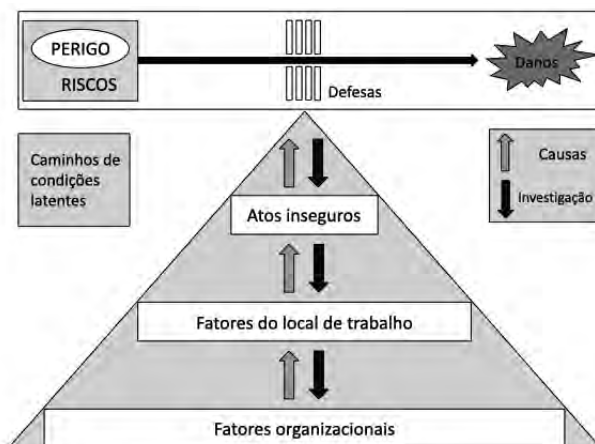 PERIGO
RISCOS
Defesas
Danos
Caminhos de
condições
latentes
Causas
Investigação
Atos inseguros
Fatores do local de trabalho
Fatores organizacionais